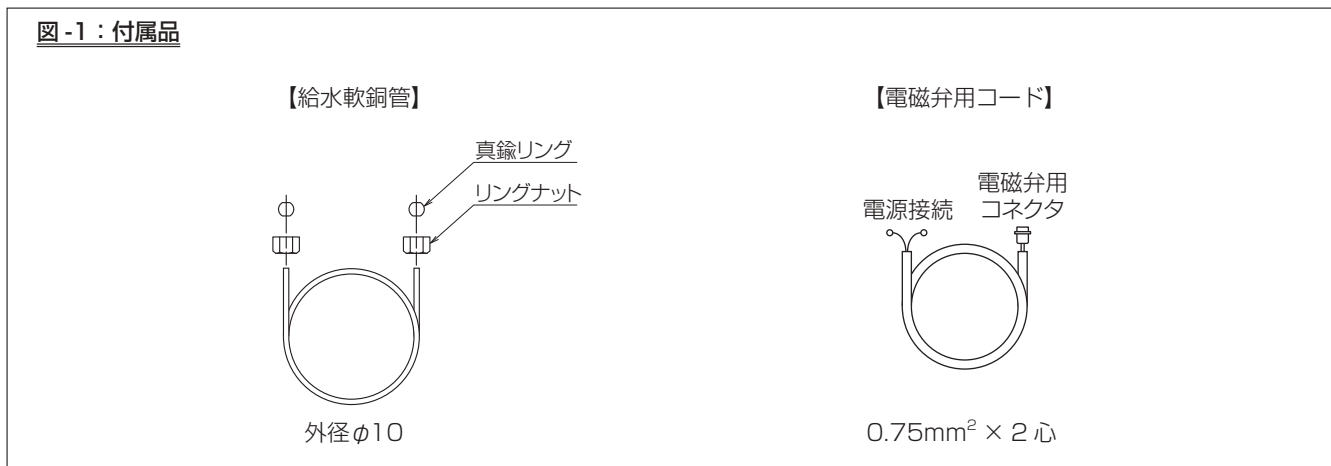 図-1：付属品
【給水軟銅管】
真鍮リング
リングナット
外径φ10
【電磁弁用コード】
電源接続
電磁弁用
コネクタ
0.75mm² × 2 心